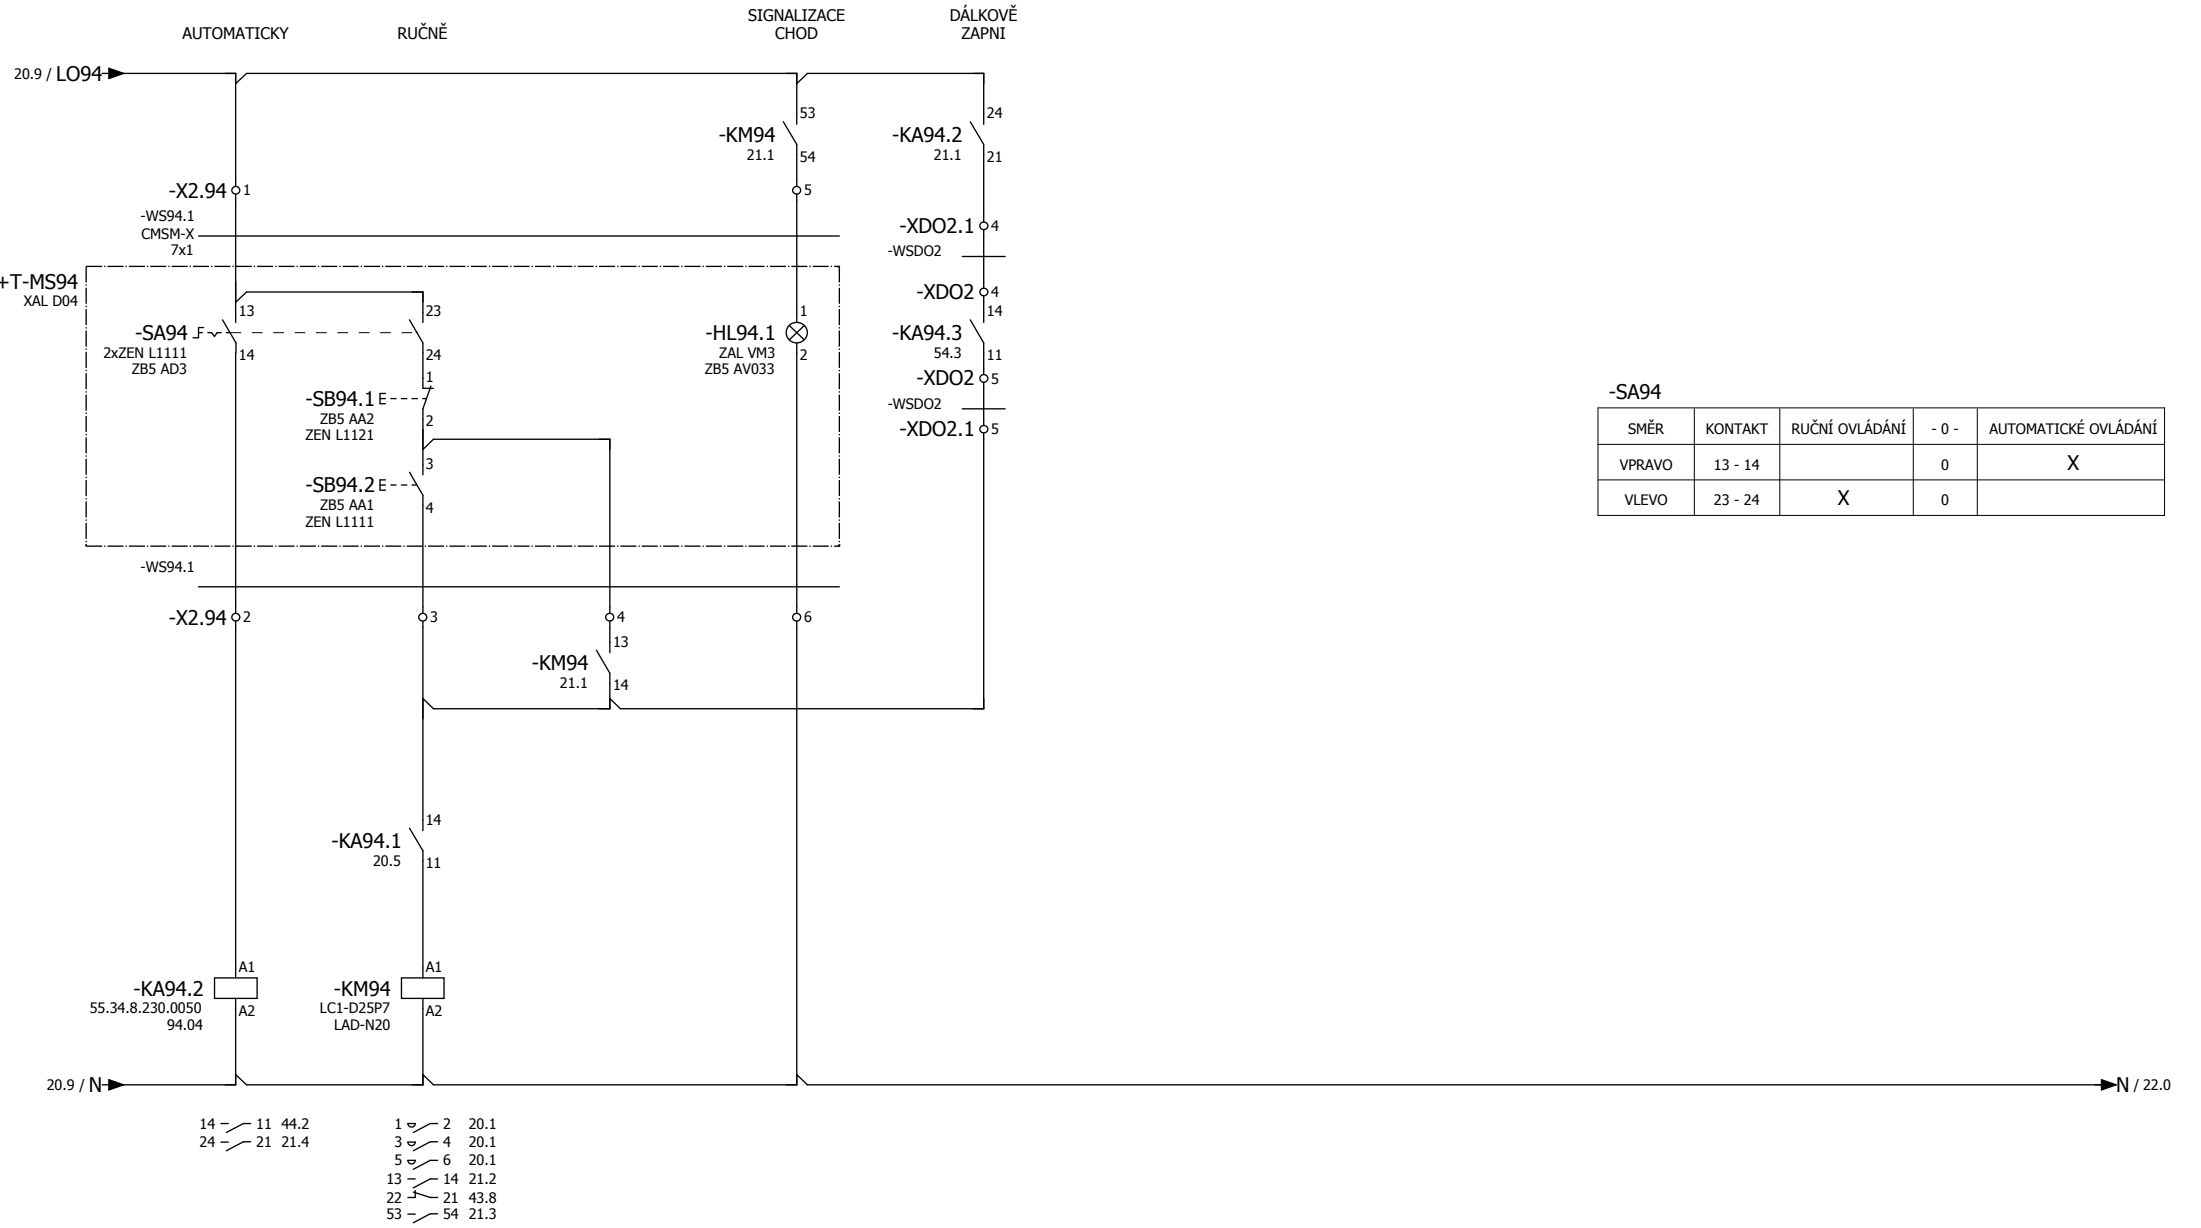 AUTOMATICKY
RUČNĚ
SIGNALIZACE
CHOD
DÁLKOVĚ
ZAPNI
20.9 / LO94
53
-KM94
21.1
54
24
-KA94.2
21.1
21
-X2.94
1
5
-WS94.1
CMSM-X
7x1
-XDO2.1
4
-WSDO2
+T-MS94
XAL D04
-XDO2
4
13
23
1
14
-SA94
2xZEN L1111
ZB5 AD3
14
24
-HL94.1
ZAL VM3
ZB5 AV033
2
-KA94.3
54.3
11
-XDO2
5
-WSDO2
-XDO2.1
5
1
-SB94.1
ZB5 AA2
ZEN L1121
2
3
-SB94.2
ZB5 AA1
ZEN L1111
4
-SA94
SMĚR KONTAKT RUČNÍ OVLÁDÁNÍ - 0 - AUTOMATICKÉ OVLÁDÁNÍ
VPRAVO 13 - 14 0 X
VLEVO 23 - 24 X 0
-WS94.1
-X2.94
2
3
4
6
13
-KM94
21.1
14
14
-KA94.1
20.5
11
A1
-KA94.2
55.34.8.230.0050
94.04
A2
A1
-KM94
LC1-D25P7
LAD-N20
A2
20.9 / N
N / 22.0
14 11 44.2
24 21 21.4
1 2 20.1
3 4 20.1
5 6 20.1
13 14 21.2
22 21 43.8
53 54 21.3